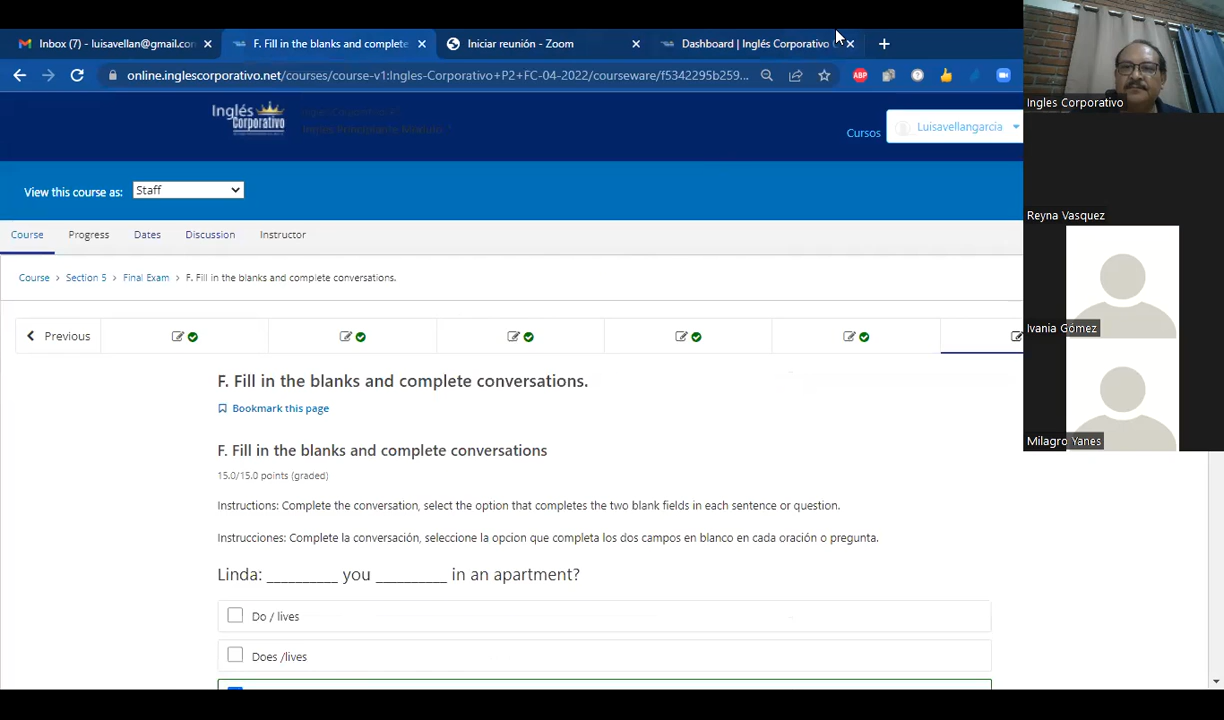 Inbox (7) - luisavellan@gmail.con
F. Fill in the blanks and complete
Iniciar reunión - Zoom
Dashboard | Inglés Corporativo
online.inglescorporativo.net/courses/course-v1:Ingles-Corporativo+P2+FC-04-2022/courseware/f5342295b259...
ABP
Inglés
Corporativo
Cursos
Luisavellangarcia
View this course as:
Staff
Course
Progress
Dates
Discussion
Instructor
Course > Section 5 > Final Exam > F. Fill in the blanks and complete conversations.
Previous
F. Fill in the blanks and complete conversations.
Bookmark this page
F. Fill in the blanks and complete conversations
15.0/15.0 points (graded)
Instructions: Complete the conversation, select the option that completes the two blank fields in each sentence or question.
Instrucciones: Complete la conversación, seleccione la opcion que completa los dos campos en blanco en cada oración o pregunta.
Linda: __________ you __________ in an apartment?
Do / lives
Does /lives
Ingles Corporativo
Reyna Vasquez
Ivania Gómez
Milagro Yanes